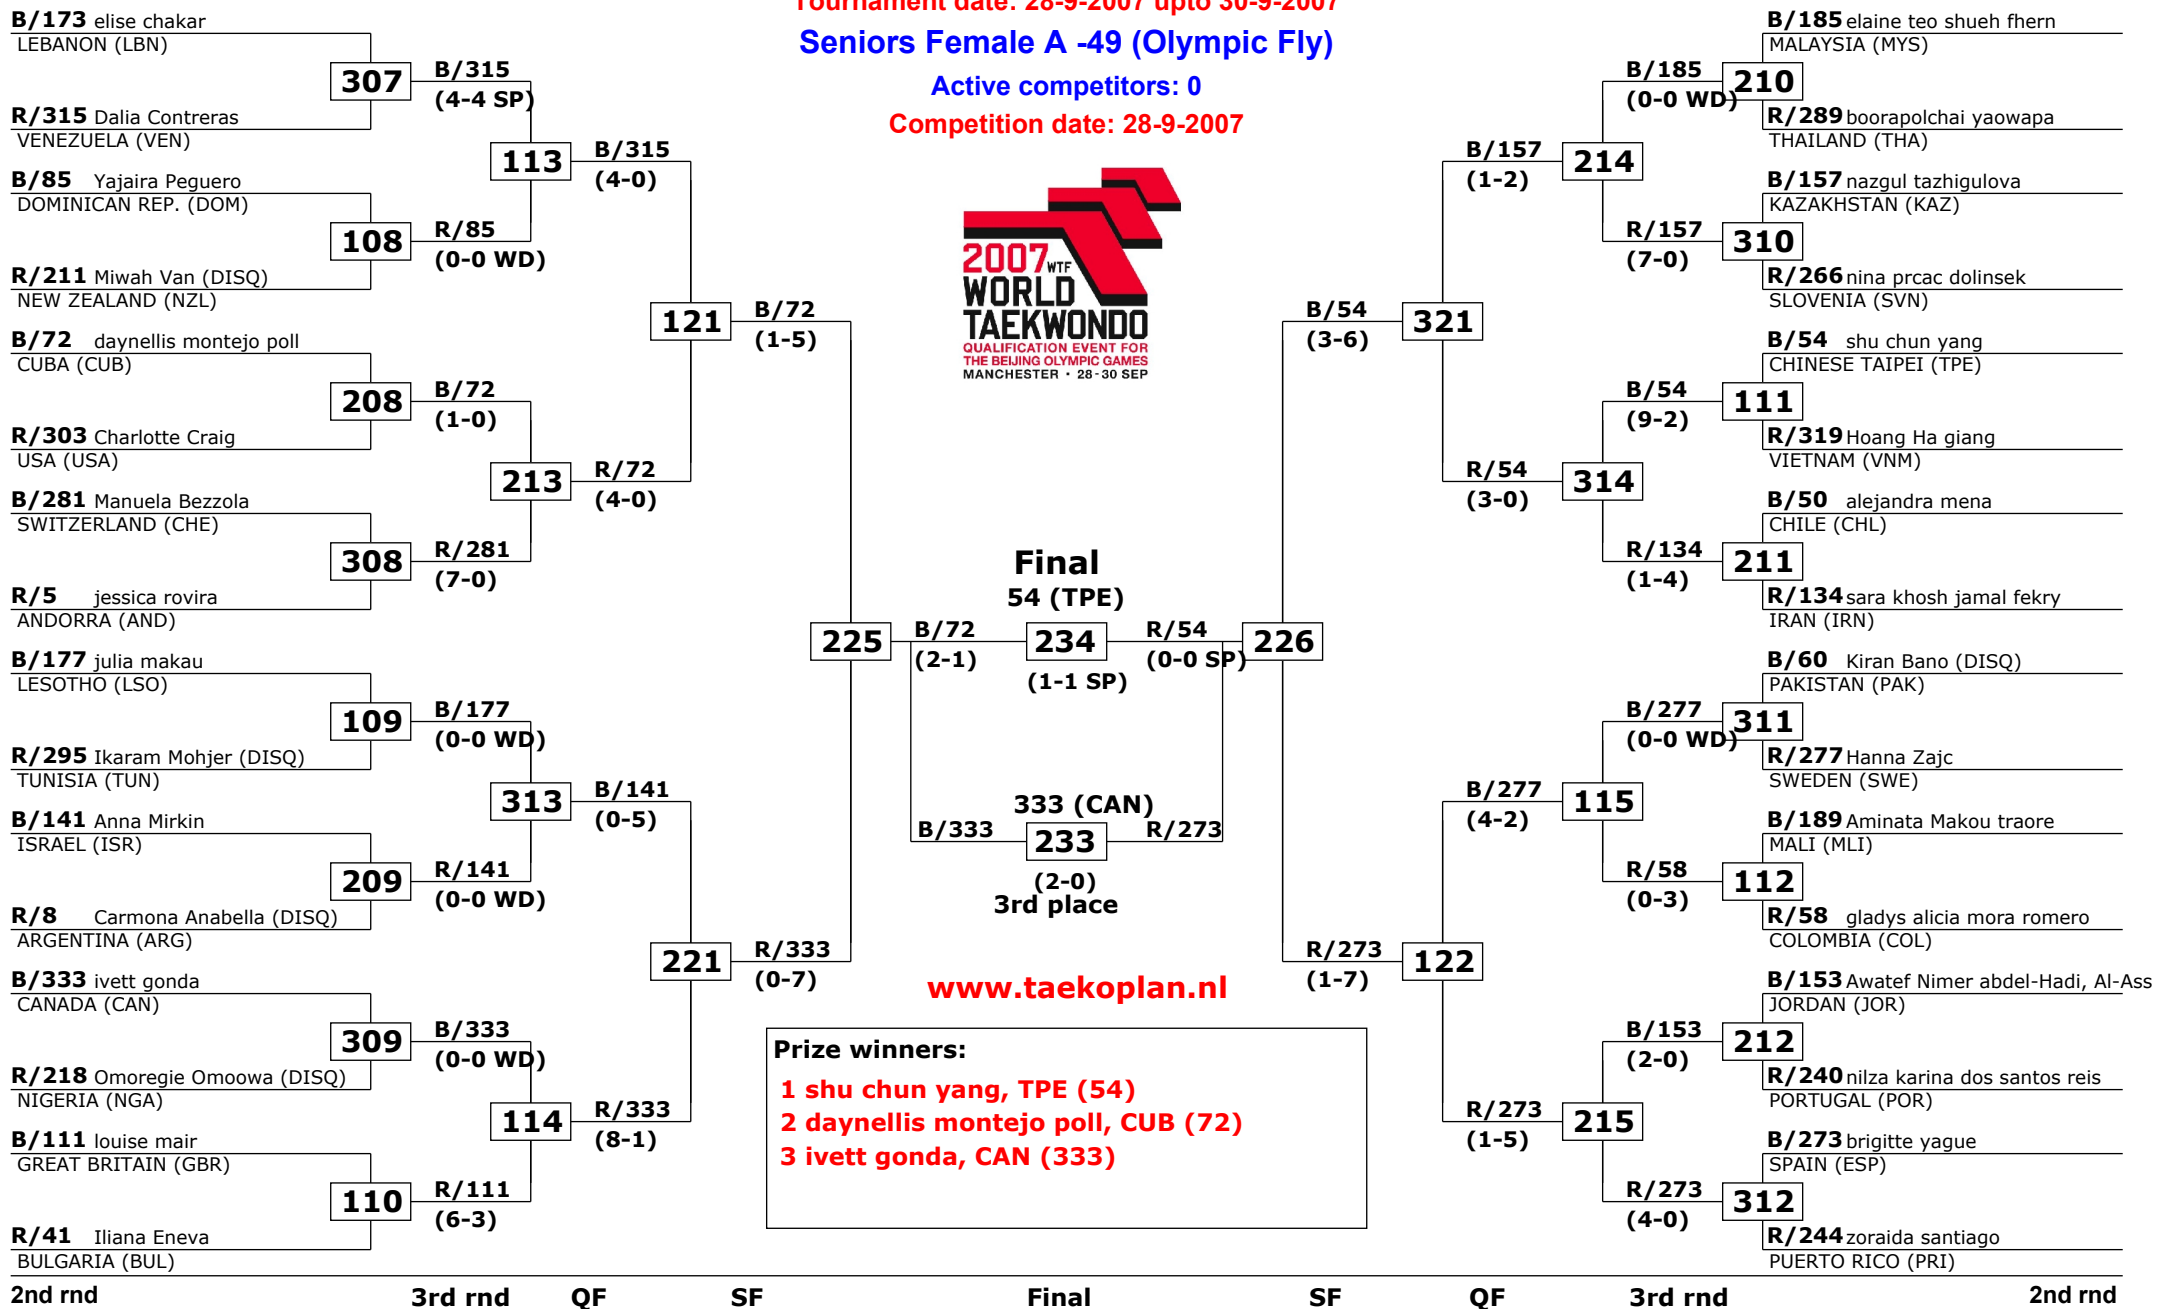 Tournament date: 28-9-2007 upto 30-9-2007
Seniors Female A -49 (Olympic Fly)
Active competitors: 0
Competition date: 28-9-2007
B/173 elise chakar
LEBANON (LBN)
307
B/315
(4-4 SP)
R/315 Dalia Contreras
VENEZUELA (VEN)
113
B/315
(4-0)
B/85 Yajaira Peguero
DOMINICAN REP. (DOM)
108
R/85
(0-0 WD)
R/211 Miwah Van (DISQ)
NEW ZEALAND (NZL)
121
B/72
(1-5)
B/72 daynellis montejo poll
CUBA (CUB)
208
B/72
(1-0)
R/303 Charlotte Craig
USA (USA)
213
R/72
(4-0)
B/281 Manuela Bezzola
SWITZERLAND (CHE)
308
R/281
(7-0)
R/5 jessica rovira
ANDORRA (AND)
225
B/72
(2-1)
B/177 julia makau
LESOTHO (LSO)
109
B/177
(0-0 WD)
R/295 Ikaram Mohjer (DISQ)
TUNISIA (TUN)
313
B/141
(0-5)
B/141 Anna Mirkin
ISRAEL (ISR)
209
R/141
(0-0 WD)
R/8 Carmona Anabella (DISQ)
ARGENTINA (ARG)
221
R/333
(0-7)
B/333 ivett gonda
CANADA (CAN)
309
B/333
(0-0 WD)
R/218 Omoregie Omoowa (DISQ)
NIGERIA (NGA)
114
R/333
(8-1)
B/111 louise mair
GREAT BRITAIN (GBR)
110
R/111
(6-3)
R/41 Iliana Eneva
BULGARIA (BUL)
2007 WTF
WORLD
TAEKWONDO
QUALIFICATION EVENT FOR
THE BEIJING OLYMPIC GAMES
MANCHESTER • 28-30 SEP
Final
54 (TPE)
234
(1-1 SP)
333 (CAN)
B/333
233
R/273
(2-0)
3rd place
www.taekoplan.nl
Prize winners:
1 shu chun yang, TPE (54)
2 daynellis montejo poll, CUB (72)
3 ivett gonda, CAN (333)
B/185 elaine teo shueh fhern
MALAYSIA (MYS)
B/185
(0-0 WD)
210
R/289 boorapolchai yaowapa
THAILAND (THA)
B/157
(1-2)
214
B/157 nazgul tazhigulova
KAZAKHSTAN (KAZ)
R/157
(7-0)
310
R/266 nina prcac dolinsek
SLOVENIA (SVN)
B/54
(3-6)
321
B/54 shu chun yang
CHINESE TAIPEI (TPE)
B/54
(9-2)
111
R/319 Hoang Ha giang
VIETNAM (VNM)
R/54
(3-0)
314
B/50 alejandra mena
CHILE (CHL)
R/134
(1-4)
211
R/134 sara khosh jamal fekry
IRAN (IRN)
R/54
(0-0 SP)
226
B/60 Kiran Bano (DISQ)
PAKISTAN (PAK)
B/277
(0-0 WD)
311
R/277 Hanna Zajc
SWEDEN (SWE)
B/277
(4-2)
115
B/189 Aminata Makou traore
MALI (MLI)
R/58
(0-3)
112
R/58 gladys alicia mora romero
COLOMBIA (COL)
R/273
(1-7)
122
B/153 Awatef Nimer abdel-Hadi, Al-Ass
JORDAN (JOR)
B/153
(2-0)
212
R/240 nilza karina dos santos reis
PORTUGAL (POR)
R/273
(1-5)
215
B/273 brigitte yague
SPAIN (ESP)
R/273
(4-0)
312
R/244 zoraida santiago
PUERTO RICO (PRI)
2nd rnd 3rd rnd QF SF Final SF QF 3rd rnd 2nd rnd